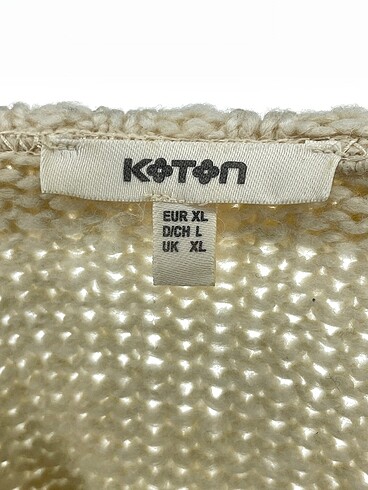 KOTON
EUR XL
D/CH L
UK XL